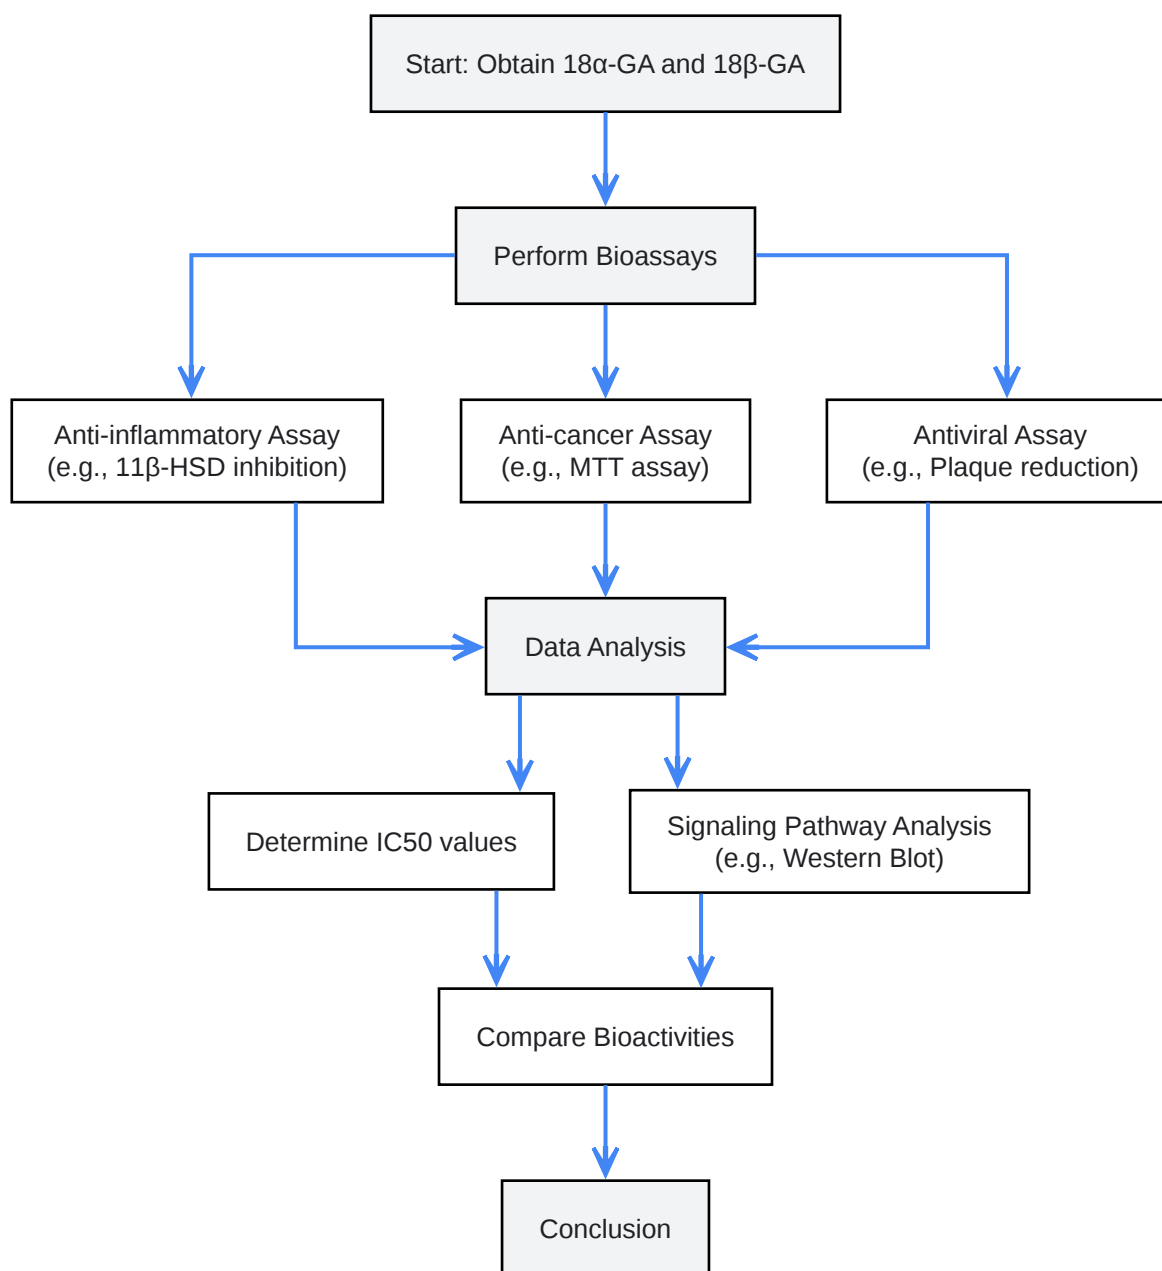 Start: Obtain 18α-GA and 18β-GA
Perform Bioassays
Anti-inflammatory Assay
(e.g., 11β-HSD inhibition)
Anti-cancer Assay
(e.g., MTT assay)
Antiviral Assay
(e.g., Plaque reduction)
Data Analysis
Determine IC50 values
Signaling Pathway Analysis
(e.g., Western Blot)
Compare Bioactivities
Conclusion